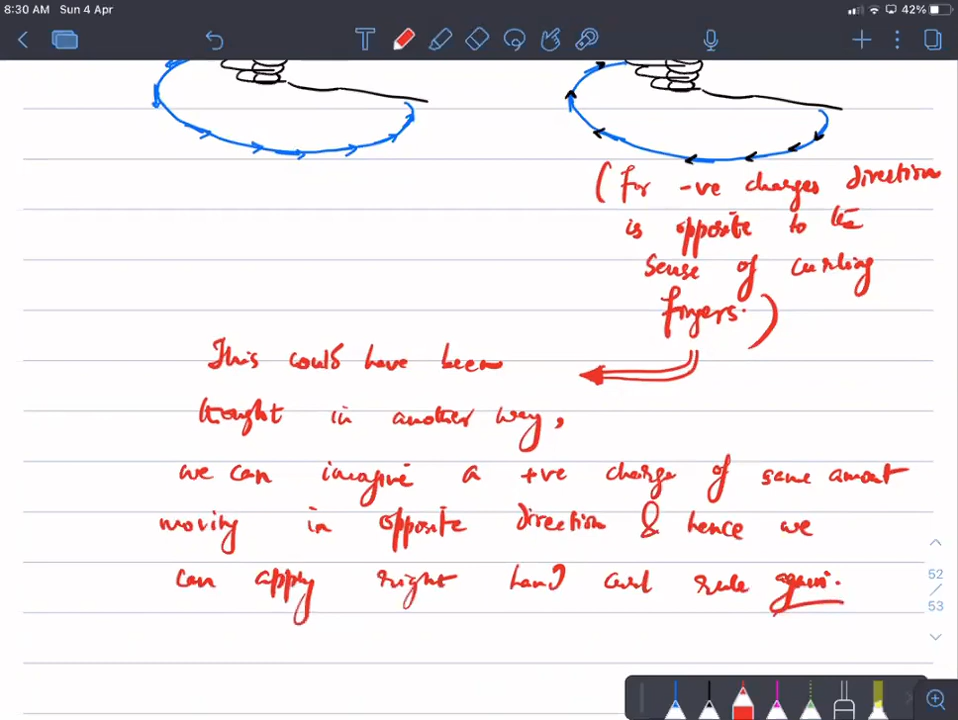 8:30 AM Sun 4 Apr
42%
T
(For -ve charges direction
is opposite to the
sense of curling
fingers.)
This could have been
thought in another way,
we can imagine a +ve charge of same amount
moving in opposite direction & hence we
can apply right hand curl rule again.
52
/
53